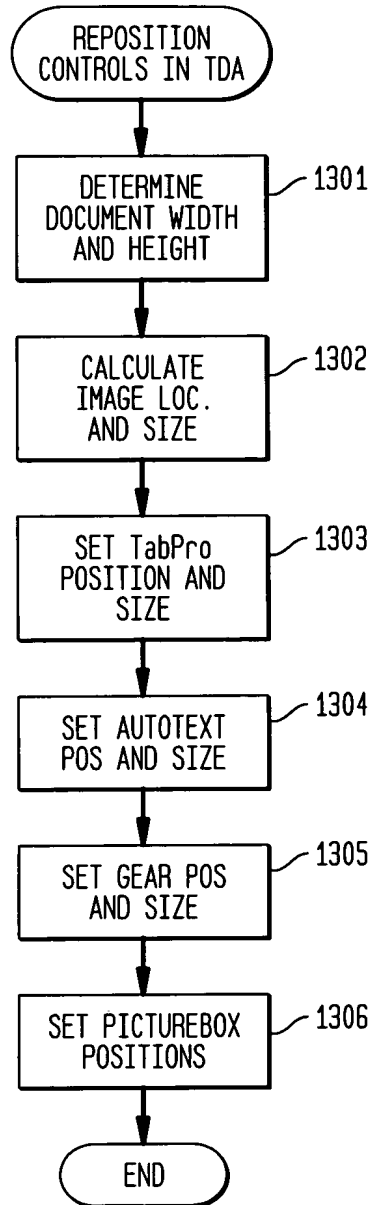 REPOSITION
CONTROLS IN TDA
DETERMINE
DOCUMENT WIDTH
AND HEIGHT
1301
CALCULATE
IMAGE LOC.
AND SIZE
1302
SET TabPro
POSITION AND
SIZE
1303
SET AUTOTEXT
POS AND SIZE
1304
SET GEAR POS
AND SIZE
1305
SET PICTUREBOX
POSITIONS
1306
END